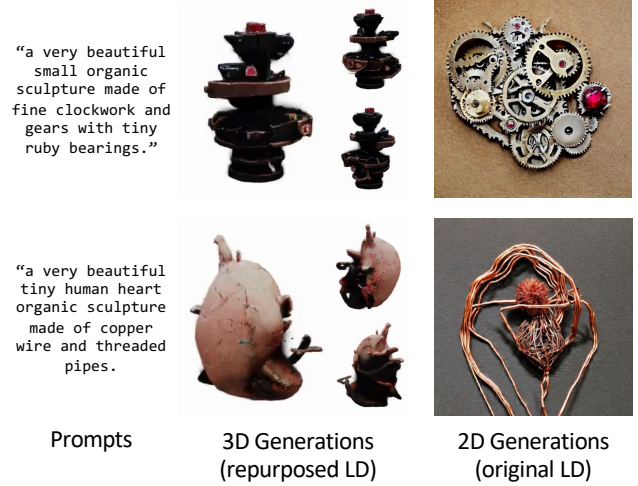 “a very beautiful
small organic
sculpture made of
fine clockwork and
gears with tiny
ruby bearings.”
“a very beautiful
tiny human heart
organic sculpture
made of copper
wire and threaded
pipes.
Prompts
3D Generations
(repurposed LD)
2D Generations
(original LD)